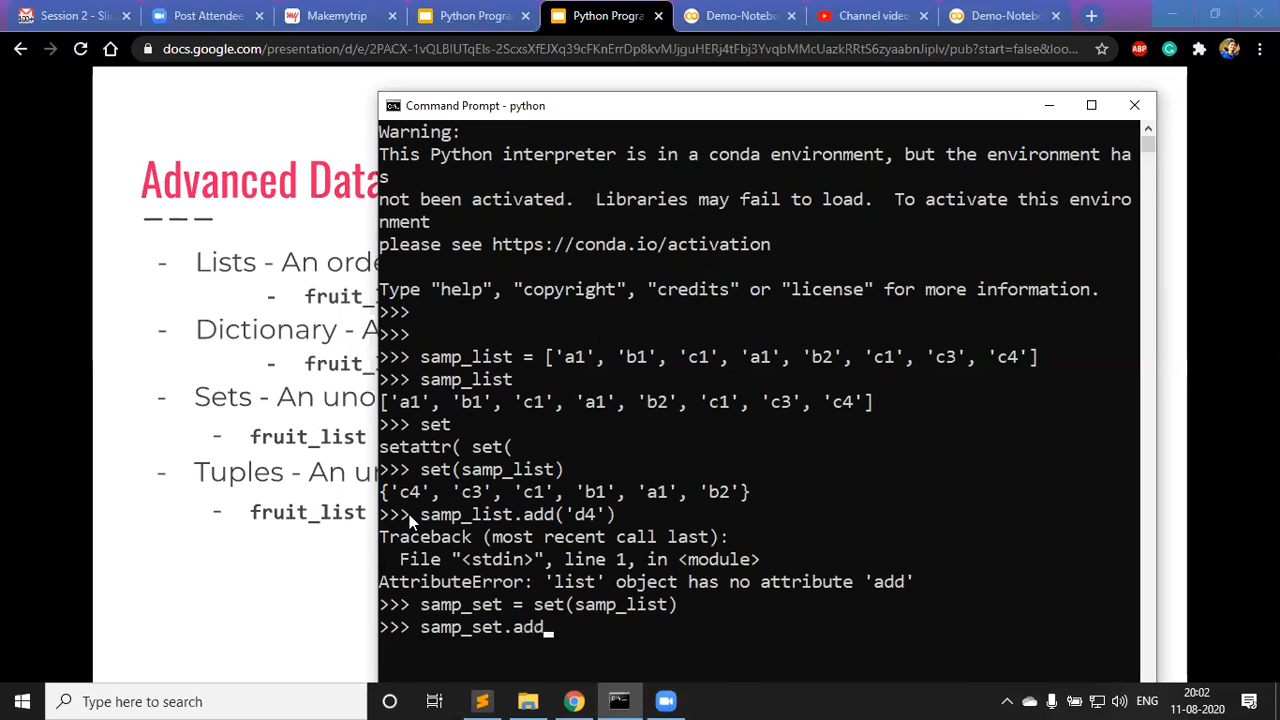 Session 2 - Goo
Post Attendee
Makemytrip
Python Progra
Python Progra
Demo-Notebo
Channel video
Demo-Notebo
docs.google.com/presentation/d/e/2PACX-1vQLBIUTqEls-2ScxsXfEJXq39cFKnErrDp8kvMJjguHERj4tFbj3YvqbMMcUazkRRtS6zyaabnJiplv/pub?start=false&loo...
Advanced Data
- Lists - An orde
- fruit_l
- Dictionary - A
- fruit_l
- Sets - An uno
- fruit_list
- Tuples - An un
- fruit_list
Command Prompt - python
Warning:
This Python interpreter is in a conda environment, but the environment ha
s
not been activated.  Libraries may fail to load.  To activate this enviro
nment
please see https://conda.io/activation
Type "help", "copyright", "credits" or "license" for more information.
>>>
>>>
>>> samp_list = ['a1', 'b1', 'c1', 'a1', 'b2', 'c1', 'c3', 'c4']
>>> samp_list
['a1', 'b1', 'c1', 'a1', 'b2', 'c1', 'c3', 'c4']
>>> set
setattr( set(
>>> set(samp_list)
{'c4', 'c3', 'c1', 'b1', 'a1', 'b2'}
>>> samp_list.add('d4')
Traceback (most recent call last):
  File "<stdin>", line 1, in <module>
AttributeError: 'list' object has no attribute 'add'
>>> samp_set = set(samp_list)
>>> samp_set.add
Type here to search
ENG
20:02
11-08-2020